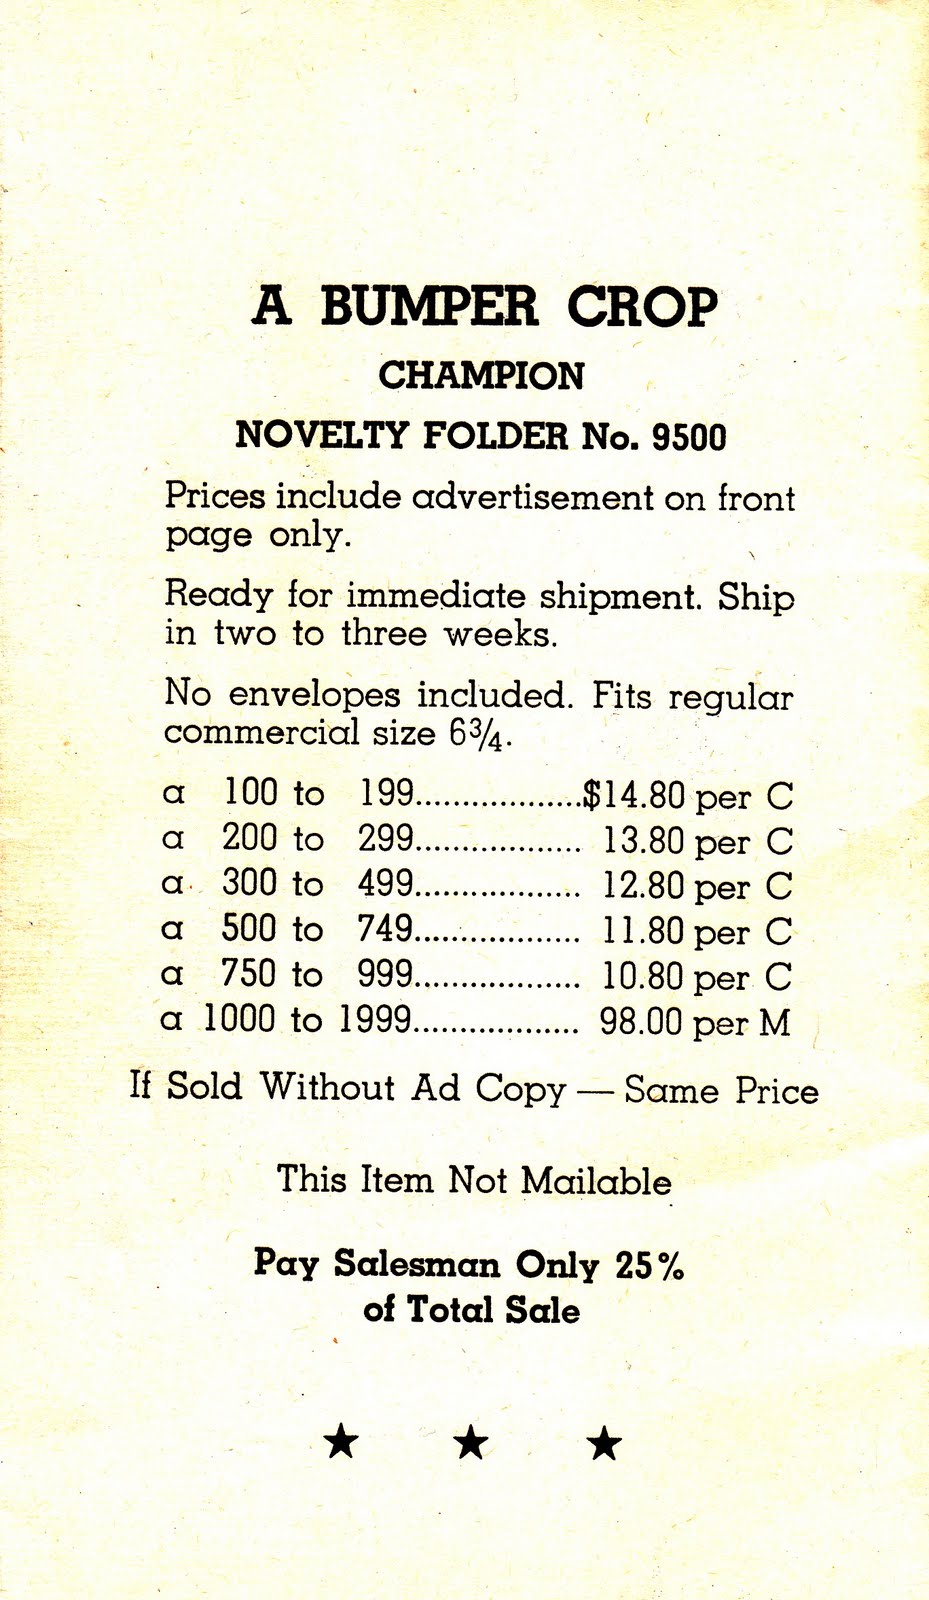 A BUMPER CROP
CHAMPION
NOVELTY FOLDER No. 9500
Prices include advertisement on front
page only.
Ready for immediate shipment. Ship
in two to three weeks.
No envelopes included. Fits regular
commercial size 6¾.
a 100 to 199..................$14.80 per C
a 200 to 299.................. 13.80 per C
a 300 to 499.................. 12.80 per C
a 500 to 749.................. 11.80 per C
a 750 to 999.................. 10.80 per C
a 1000 to 1999.................. 98.00 per M
If Sold Without Ad Copy — Same Price
This Item Not Mailable
Pay Salesman Only 25%
of Total Sale
★ ★ ★